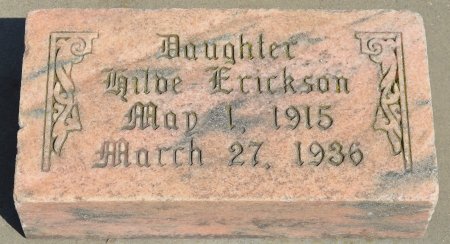 Daughter
Hilde Erickson
May 1, 1915
March 27, 1936